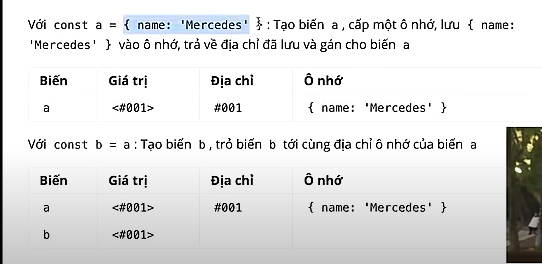 Với const a = { name: 'Mercedes' } : Tạo biến a , cấp một ô nhớ, lưu { name:
'Mercedes' } vào ô nhớ, trả về địa chỉ đã lưu và gán cho biến a
Biến Giá trị Địa chỉ Ô nhớ
a <#001> #001 { name: 'Mercedes' }
Với const b = a : Tạo biến b , trỏ biến b tới cùng địa chỉ ô nhớ của biến a
Biến Giá trị Địa chỉ Ô nhớ
a <#001> #001 { name: 'Mercedes' }
b <#001>